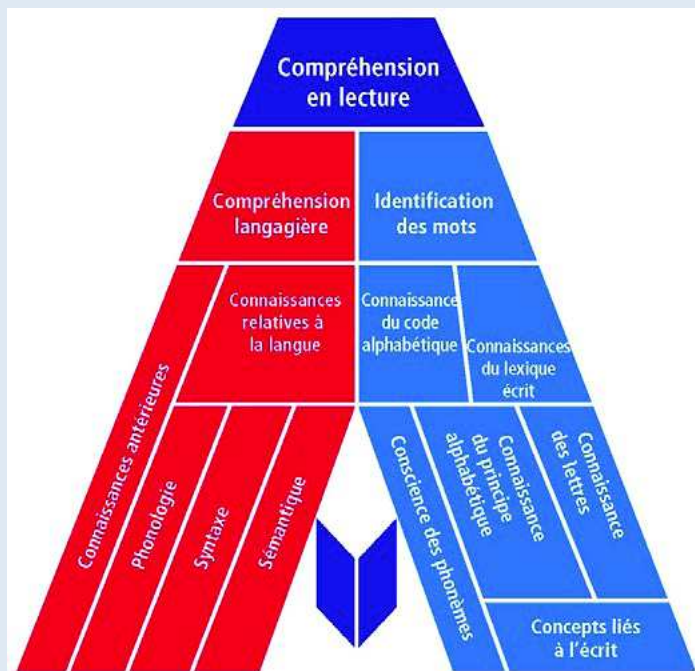 Compréhension
en lecture
Compréhension
langagière
Identification
des mots
Connaissances antérieures
Connaissances
relatives à
la langue
Connaissance
du code
alphabétique
Connaissances
du lexique
écrit
Phonologie
Syntaxe
Sémantique
Conscience des phonèmes
Connaissance
du principe
alphabétique
Connaissance
des lettres
Concepts liés
à l'écrit